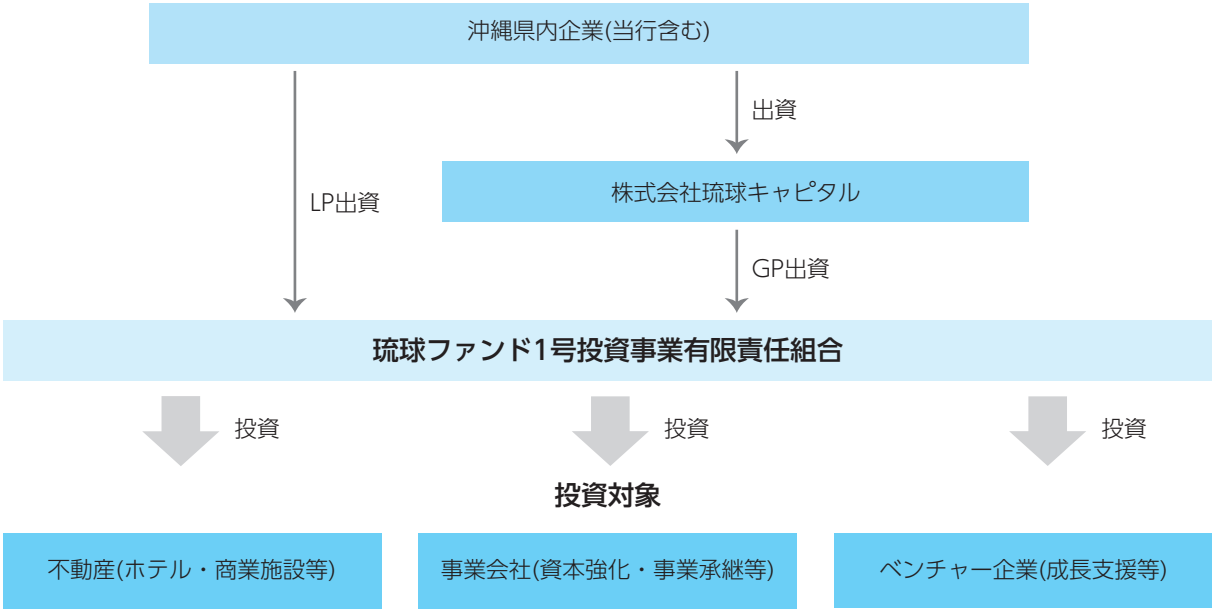 沖縄県内企業(当行含む)
出資
株式会社琉球キャピタル
LP出資
GP出資
琉球ファンド1号投資事業有限責任組合
投資
投資
投資
投資対象
不動産(ホテル・商業施設等)
事業会社(資本強化・事業承継等)
ベンチャー企業(成長支援等)